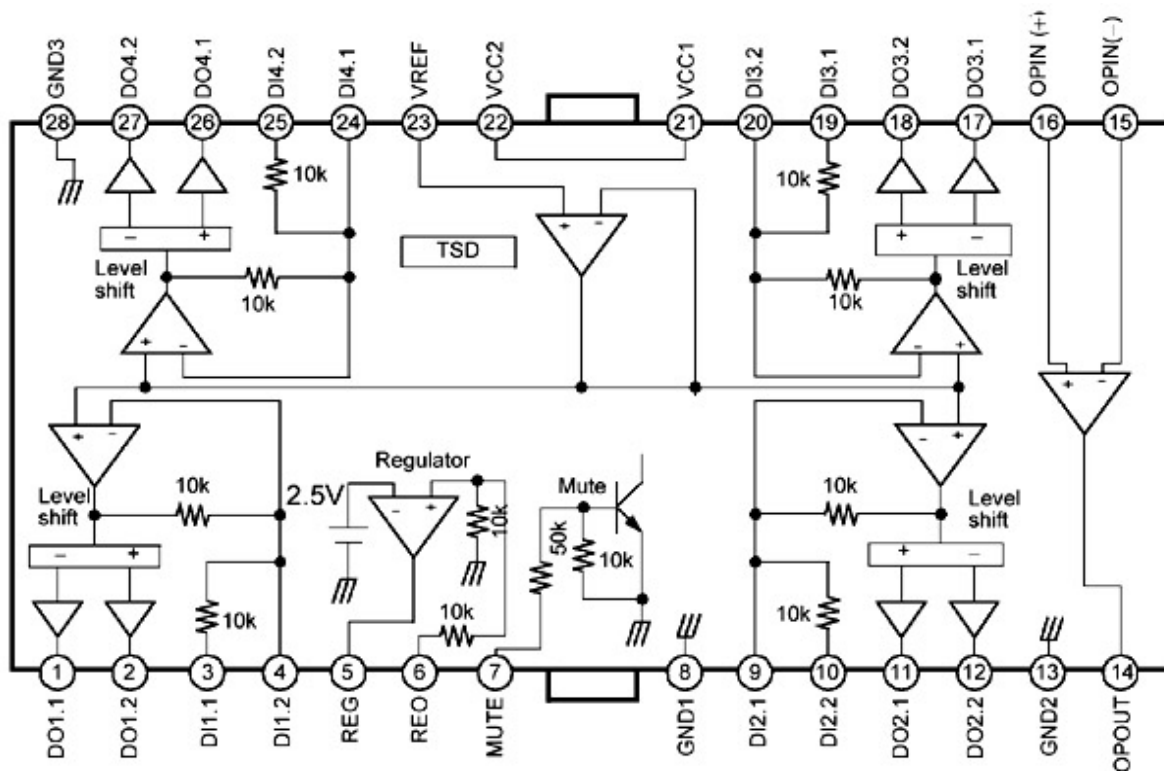 GND3
DO4.2
DO4.1
DI4.2
DI4.1
VREF
VCC2
VCC1
DI3.2
DI3.1
DO3.2
DO3.1
OPIN (+)
OPIN(−)
28
27
26
25
24
23
22
21
20
19
18
17
16
15
10k
10k
− +
TSD
+ -
+ −
Level
shift
10k
10k
Level
shift
+ -
- +
+ -
+ -
- +
Regulator
2.5V
- +
10k
Mute
50k
10k
Level
shift
10k
10k
Level
shift
− +
+ −
10k
10k
10k
1
2
3
4
5
6
7
8
9
10
11
12
13
14
DO1.1
DO1.2
DI1.1
DI1.2
REG
REO
MUTE
GND1
DI2.1
DI2.2
DO2.1
DO2.2
GND2
OPOUT